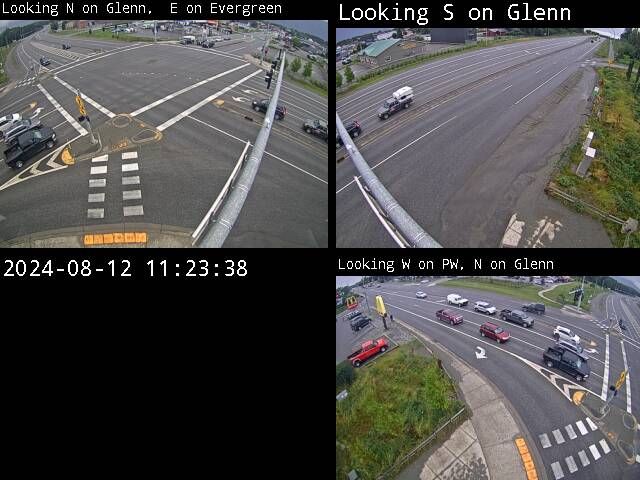 Looking N on Glenn, E on Evergreen
Looking S on Glenn
2024-08-12 11:23:38
Looking W on PW, N on Glenn